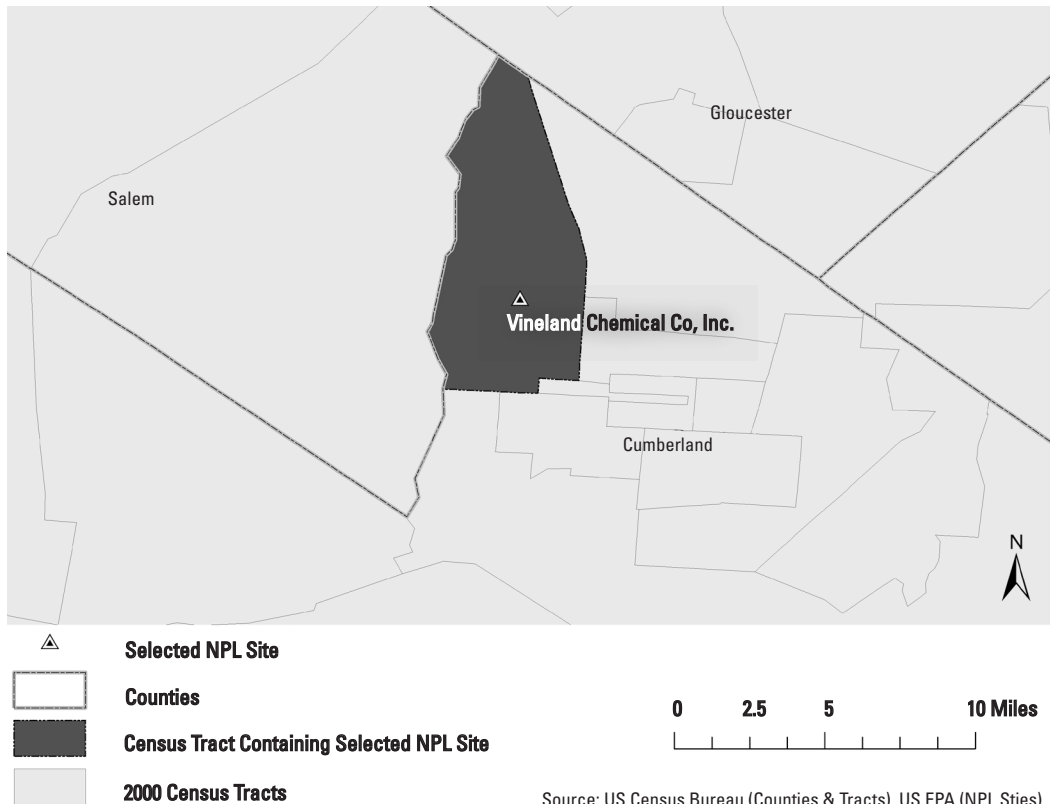 Gloucester
Salem
Vineland Chemical Co, Inc.
Cumberland
N
Selected NPL Site
Counties
0 2.5 5 10 Miles
Census Tract Containing Selected NPL Site
2000 Census Tracts
Source: US Census Bureau (Counties & Tracts), US EPA (NPL Sties)